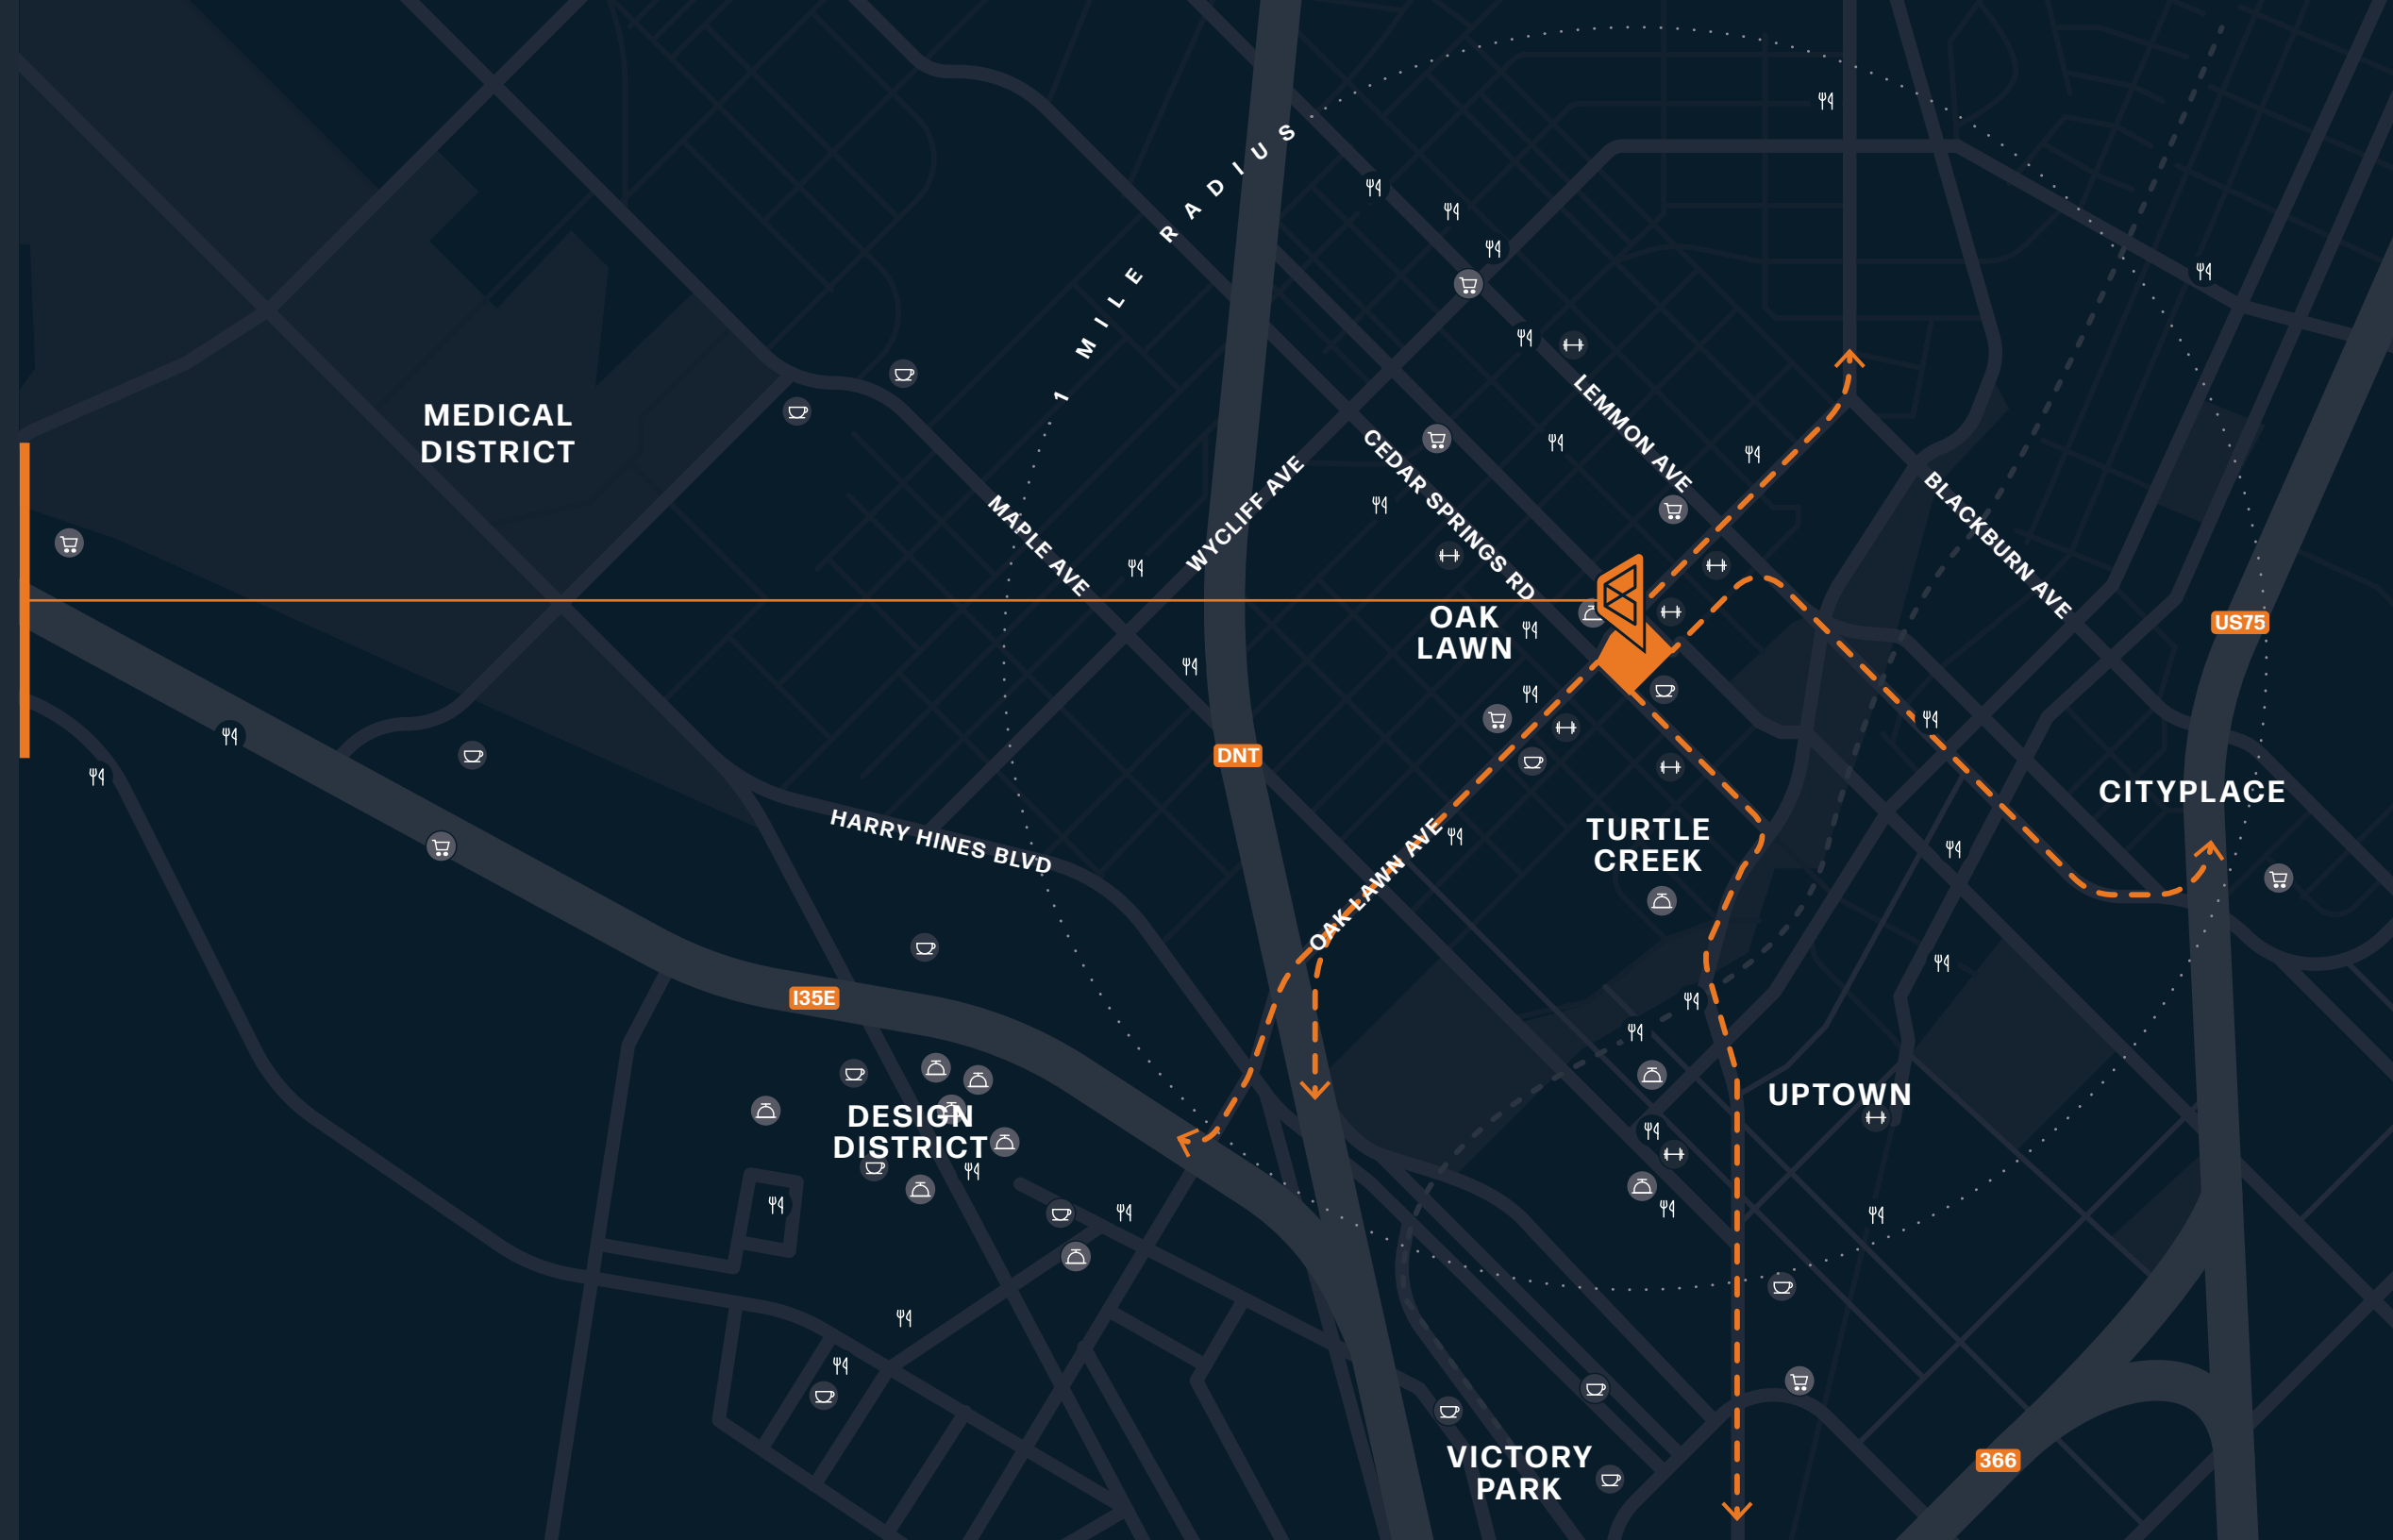 1 MILE RADIUS
MEDICAL
DISTRICT
LEMMON AVE
CEDAR SPRINGS RD
WYCLIFF AVE
MAPLE AVE
BLACKBURN AVE
OAK
LAWN
US75
DNT
CITYPLACE
HARRY HINES BLVD
TURTLE
CREEK
OAK LAWN AVE
I35E
UPTOWN
DESIGN
DISTRICT
VICTORY
PARK
366